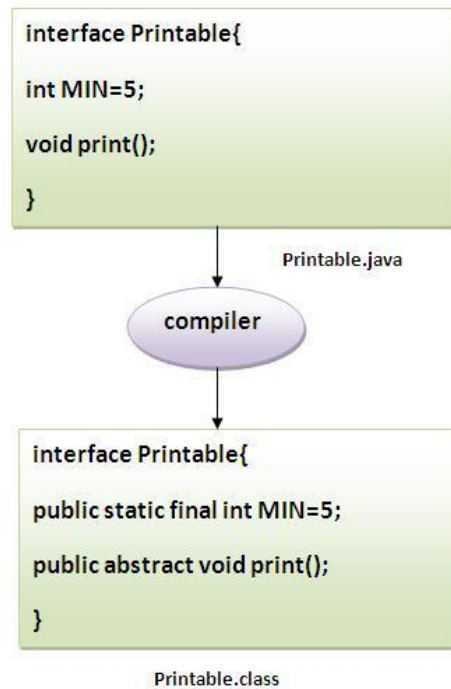 interface Printable{
int MIN=5;
void print();
}
Printable.java
compiler
interface Printable{
public static final int MIN=5;
public abstract void print();
}
Printable.class